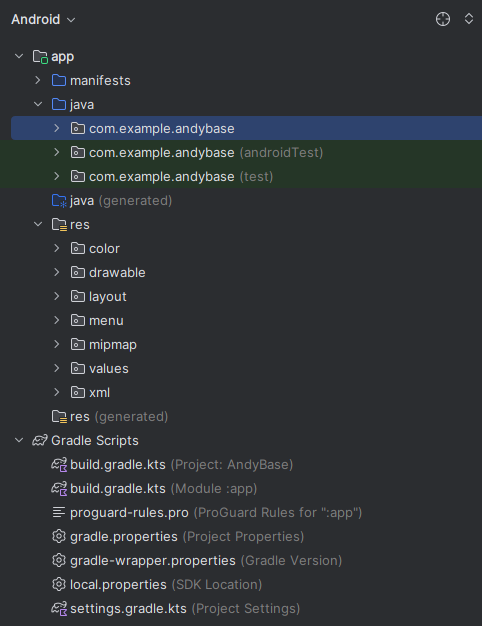 Android
app
manifests
java
com.example.andybase
com.example.andybase (androidTest)
com.example.andybase (test)
java (generated)
res
color
drawable
layout
menu
mipmap
values
xml
res (generated)
Gradle Scripts
build.gradle.kts (Project: AndyBase)
build.gradle.kts (Module :app)
proguard-rules.pro (ProGuard Rules for ":app")
gradle.properties (Project Properties)
gradle-wrapper.properties (Gradle Version)
local.properties (SDK Location)
settings.gradle.kts (Project Settings)